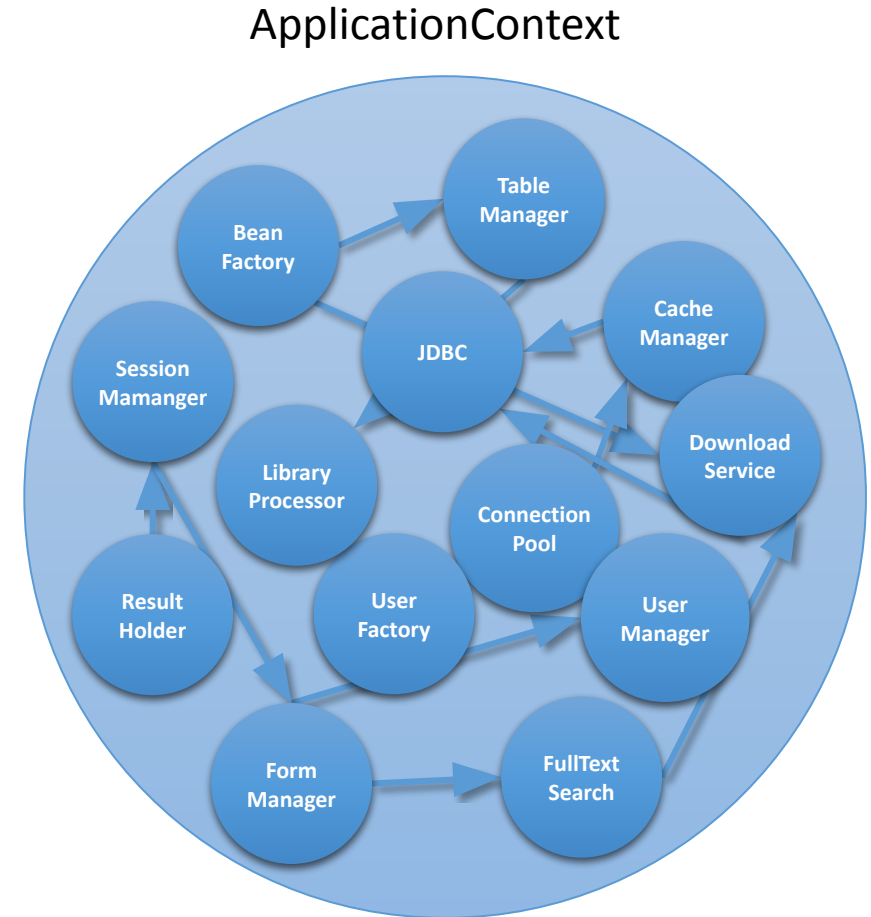 ApplicationContext
Table
Manager
Bean
Factory
Cache
Manager
JDBC
Session
Mamanger
Download
Service
Library
Processor
Connection
Pool
Result
Holder
User
Factory
User
Manager
Form
Manager
FullText
Search